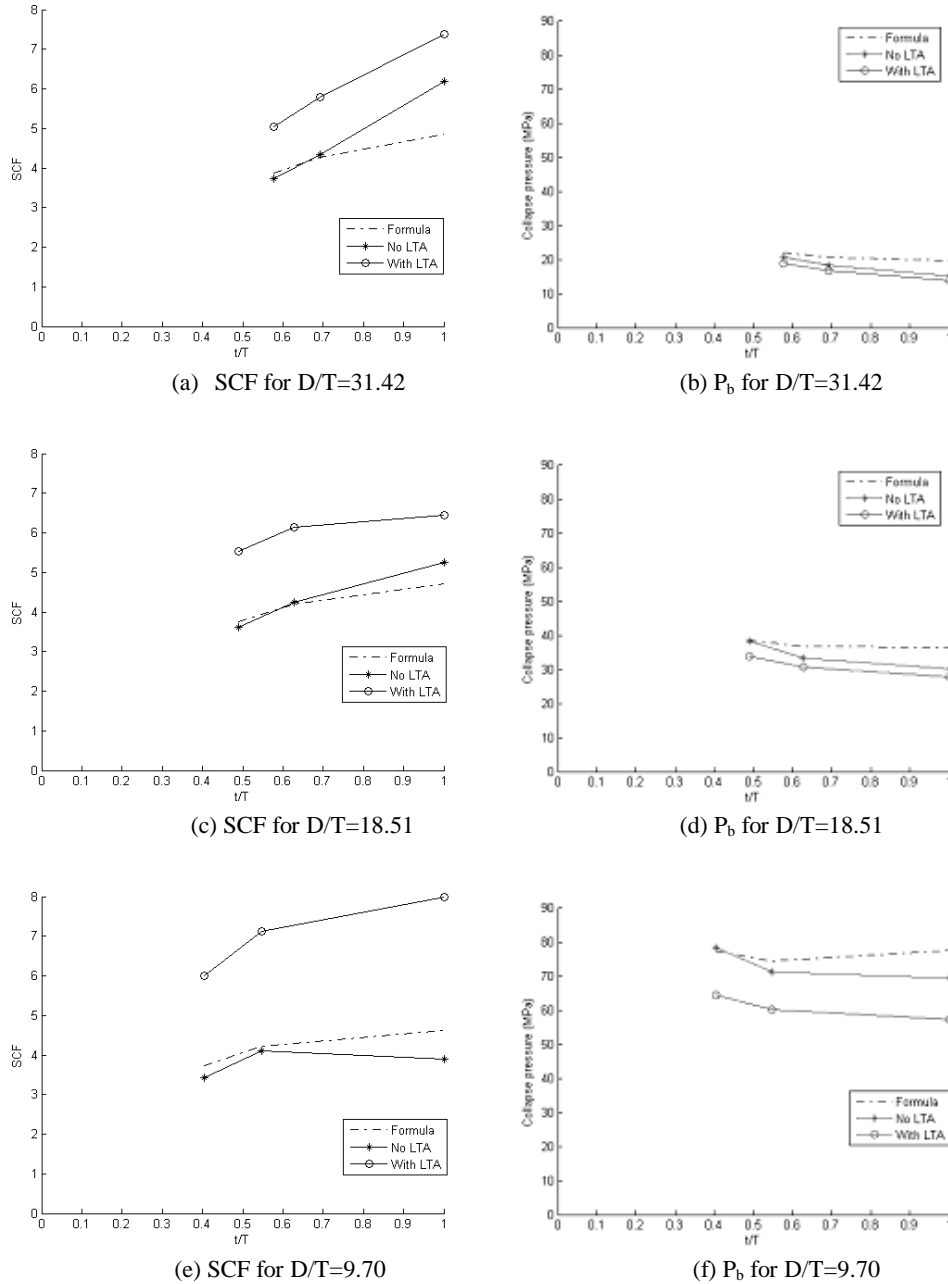 8
7
6
5
4
3
2
1
0
SCF
0 0.1 0.2 0.3 0.4 0.5 0.6 0.7 0.8 0.9 1
t/T
Formula
No LTA
With LTA
(a) SCF for D/T=31.42
90
80
70
60
50
40
30
20
10
0
Collapse pressure (MPa)
0 0.1 0.2 0.3 0.4 0.5 0.6 0.7 0.8 0.9 1
t/T
Formula
No LTA
With LTA
(b) Pb for D/T=31.42
8
7
6
5
4
3
2
1
0
SCF
0 0.1 0.2 0.3 0.4 0.5 0.6 0.7 0.8 0.9 1
t/T
Formula
No LTA
With LTA
(c) SCF for D/T=18.51
90
80
70
60
50
40
30
20
10
0
Collapse pressure (MPa)
0 0.1 0.2 0.3 0.4 0.5 0.6 0.7 0.8 0.9 1
t/T
Formula
No LTA
With LTA
(d) Pb for D/T=18.51
8
7
6
5
4
3
2
1
0
SCF
0 0.1 0.2 0.3 0.4 0.5 0.6 0.7 0.8 0.9 1
t/T
Formula
No LTA
With LTA
(e) SCF for D/T=9.70
90
80
70
60
50
40
30
20
10
0
Collapse pressure (MPa)
0 0.1 0.2 0.3 0.4 0.5 0.6 0.7 0.8 0.9 1
t/T
Formula
No LTA
With LTA
(f) Pb for D/T=9.70